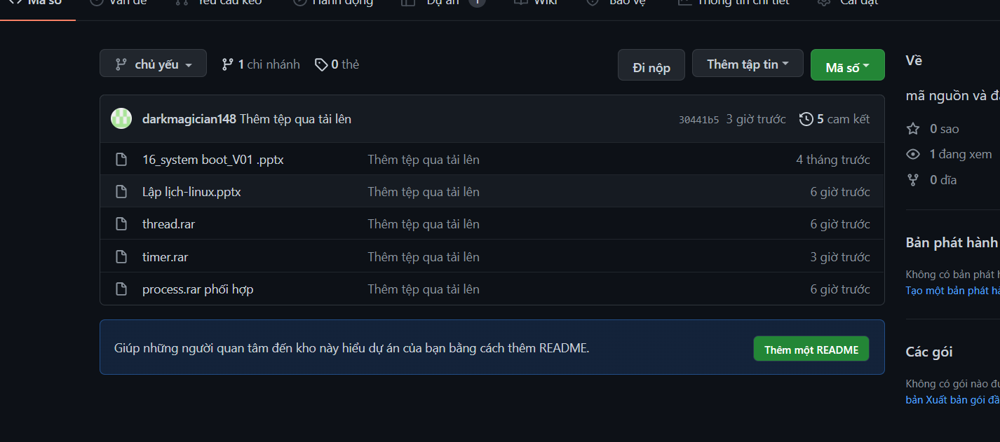 Mã số Vấn đề Yêu cầu kéo Hành động Dự án 1 Wiki Bảo vệ Thông tin chi tiết Cài đặt
chủ yếu 1 chi nhánh 0 thẻ Đi nộp Thêm tập tin Mã số
darkmagician148 Thêm tệp qua tải lên 30441b5 3 giờ trước 5 cam kết
16_system boot_V01 .pptx Thêm tệp qua tải lên 4 tháng trước
Lập lịch-linux.pptx Thêm tệp qua tải lên 6 giờ trước
thread.rar Thêm tệp qua tải lên 6 giờ trước
timer.rar Thêm tệp qua tải lên 3 giờ trước
process.rar phối hợp Thêm tệp qua tải lên 6 giờ trước
Giúp những người quan tâm đến kho này hiểu dự án của bạn bằng cách thêm README. Thêm một README
Về
mã nguồn và
0 sao
1 đang xem
0 dĩa
Bản phát hành
Không có bản phát
Tạo một bản phát
Các gói
Không có gói nào
bản Xuất bản gói